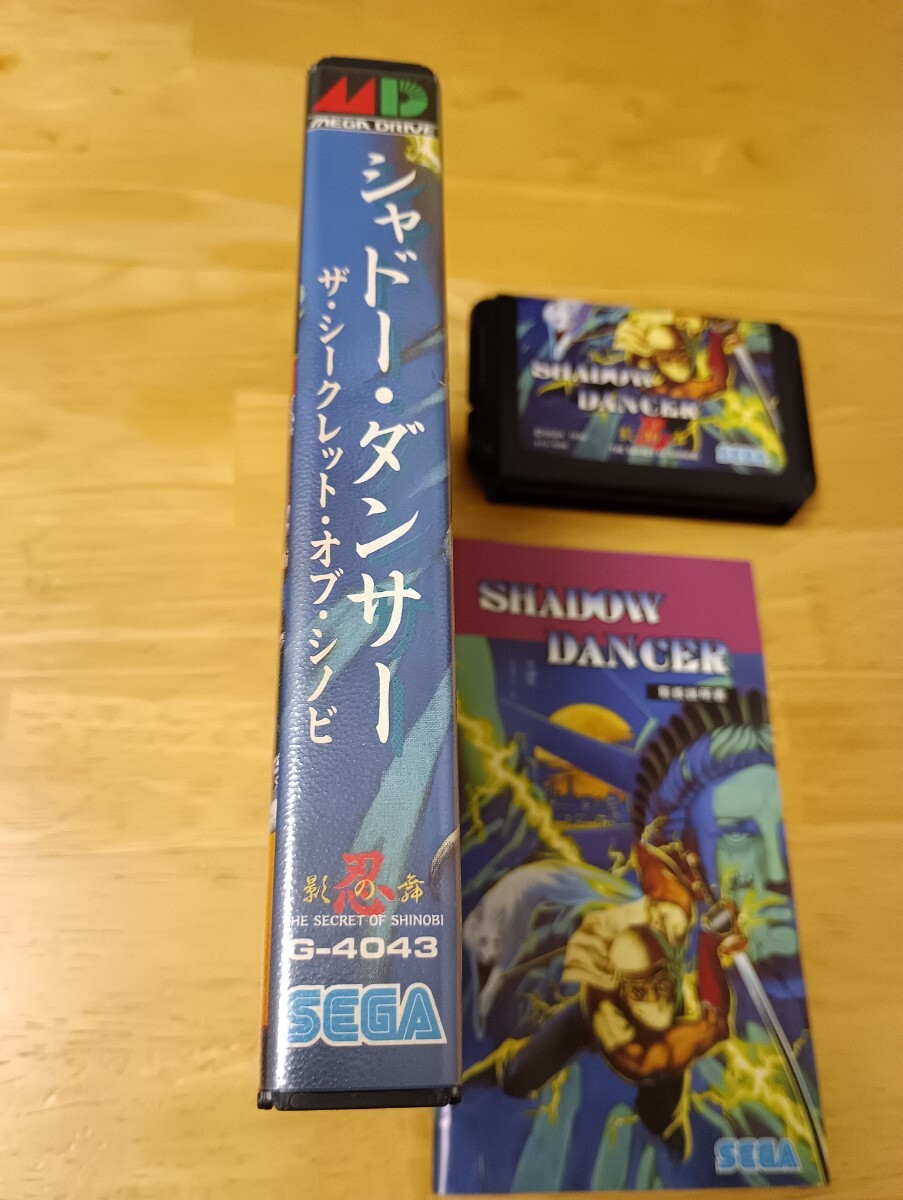 MD
MEGA DRIVE
シャドー・ダンサー
ザ・シークレット・オブ・シノビ
忍
影の舞
THE SECRET OF SHINOBI
G-4043
SEGA
SHADOW
DANCER
忍
SEGA
SHADOW
DANCER
取扱説明書
SEGA